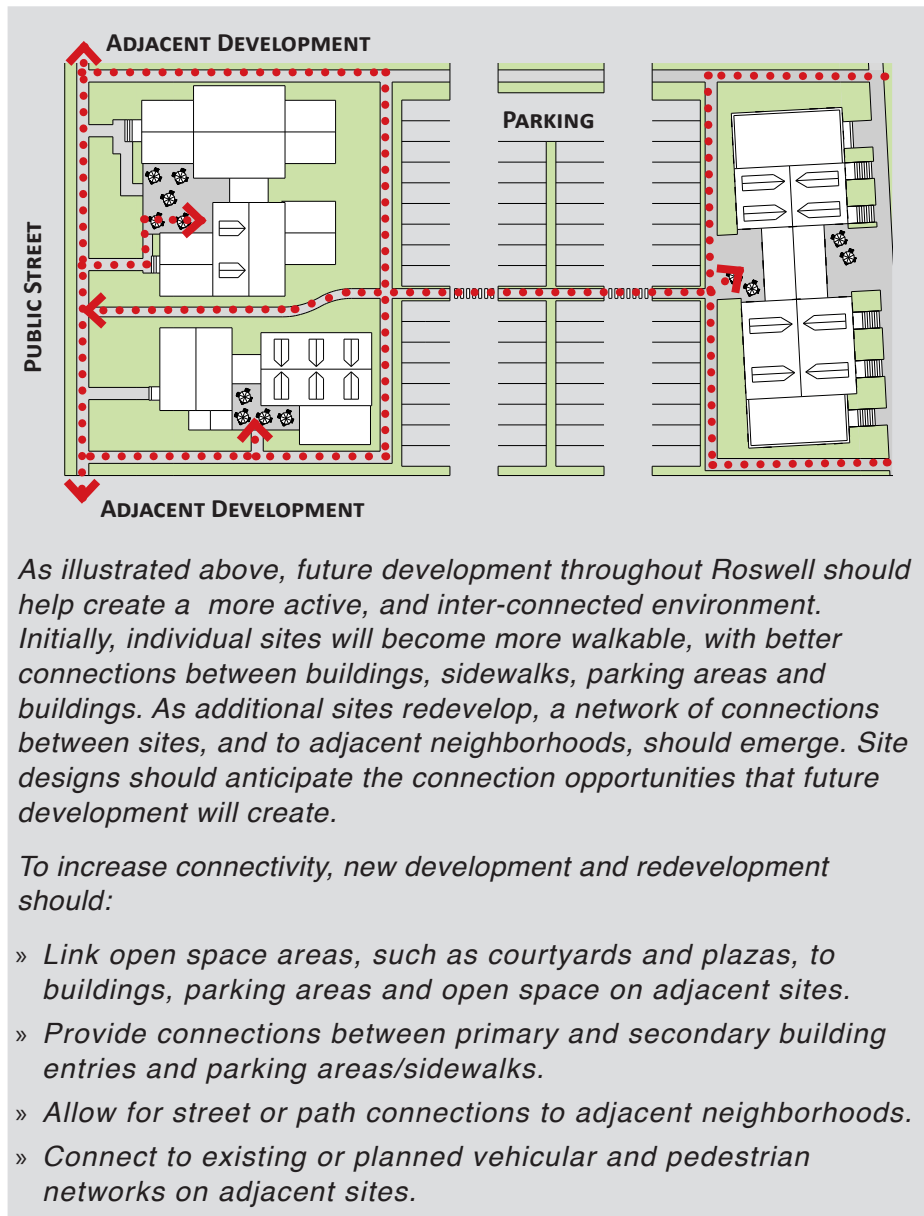 ADJACENT DEVELOPMENT
PARKING
PUBLIC STREET
ADJACENT DEVELOPMENT
As illustrated above, future development throughout Roswell should
help create a  more active, and inter-connected environment.
Initially, individual sites will become more walkable, with better
connections between buildings, sidewalks, parking areas and
buildings. As additional sites redevelop, a network of connections
between sites, and to adjacent neighborhoods, should emerge. Site
designs should anticipate the connection opportunities that future
development will create.
To increase connectivity, new development and redevelopment
should:
» Link open space areas, such as courtyards and plazas, to
buildings, parking areas and open space on adjacent sites.
» Provide connections between primary and secondary building
entries and parking areas/sidewalks.
» Allow for street or path connections to adjacent neighborhoods.
» Connect to existing or planned vehicular and pedestrian
networks on adjacent sites.